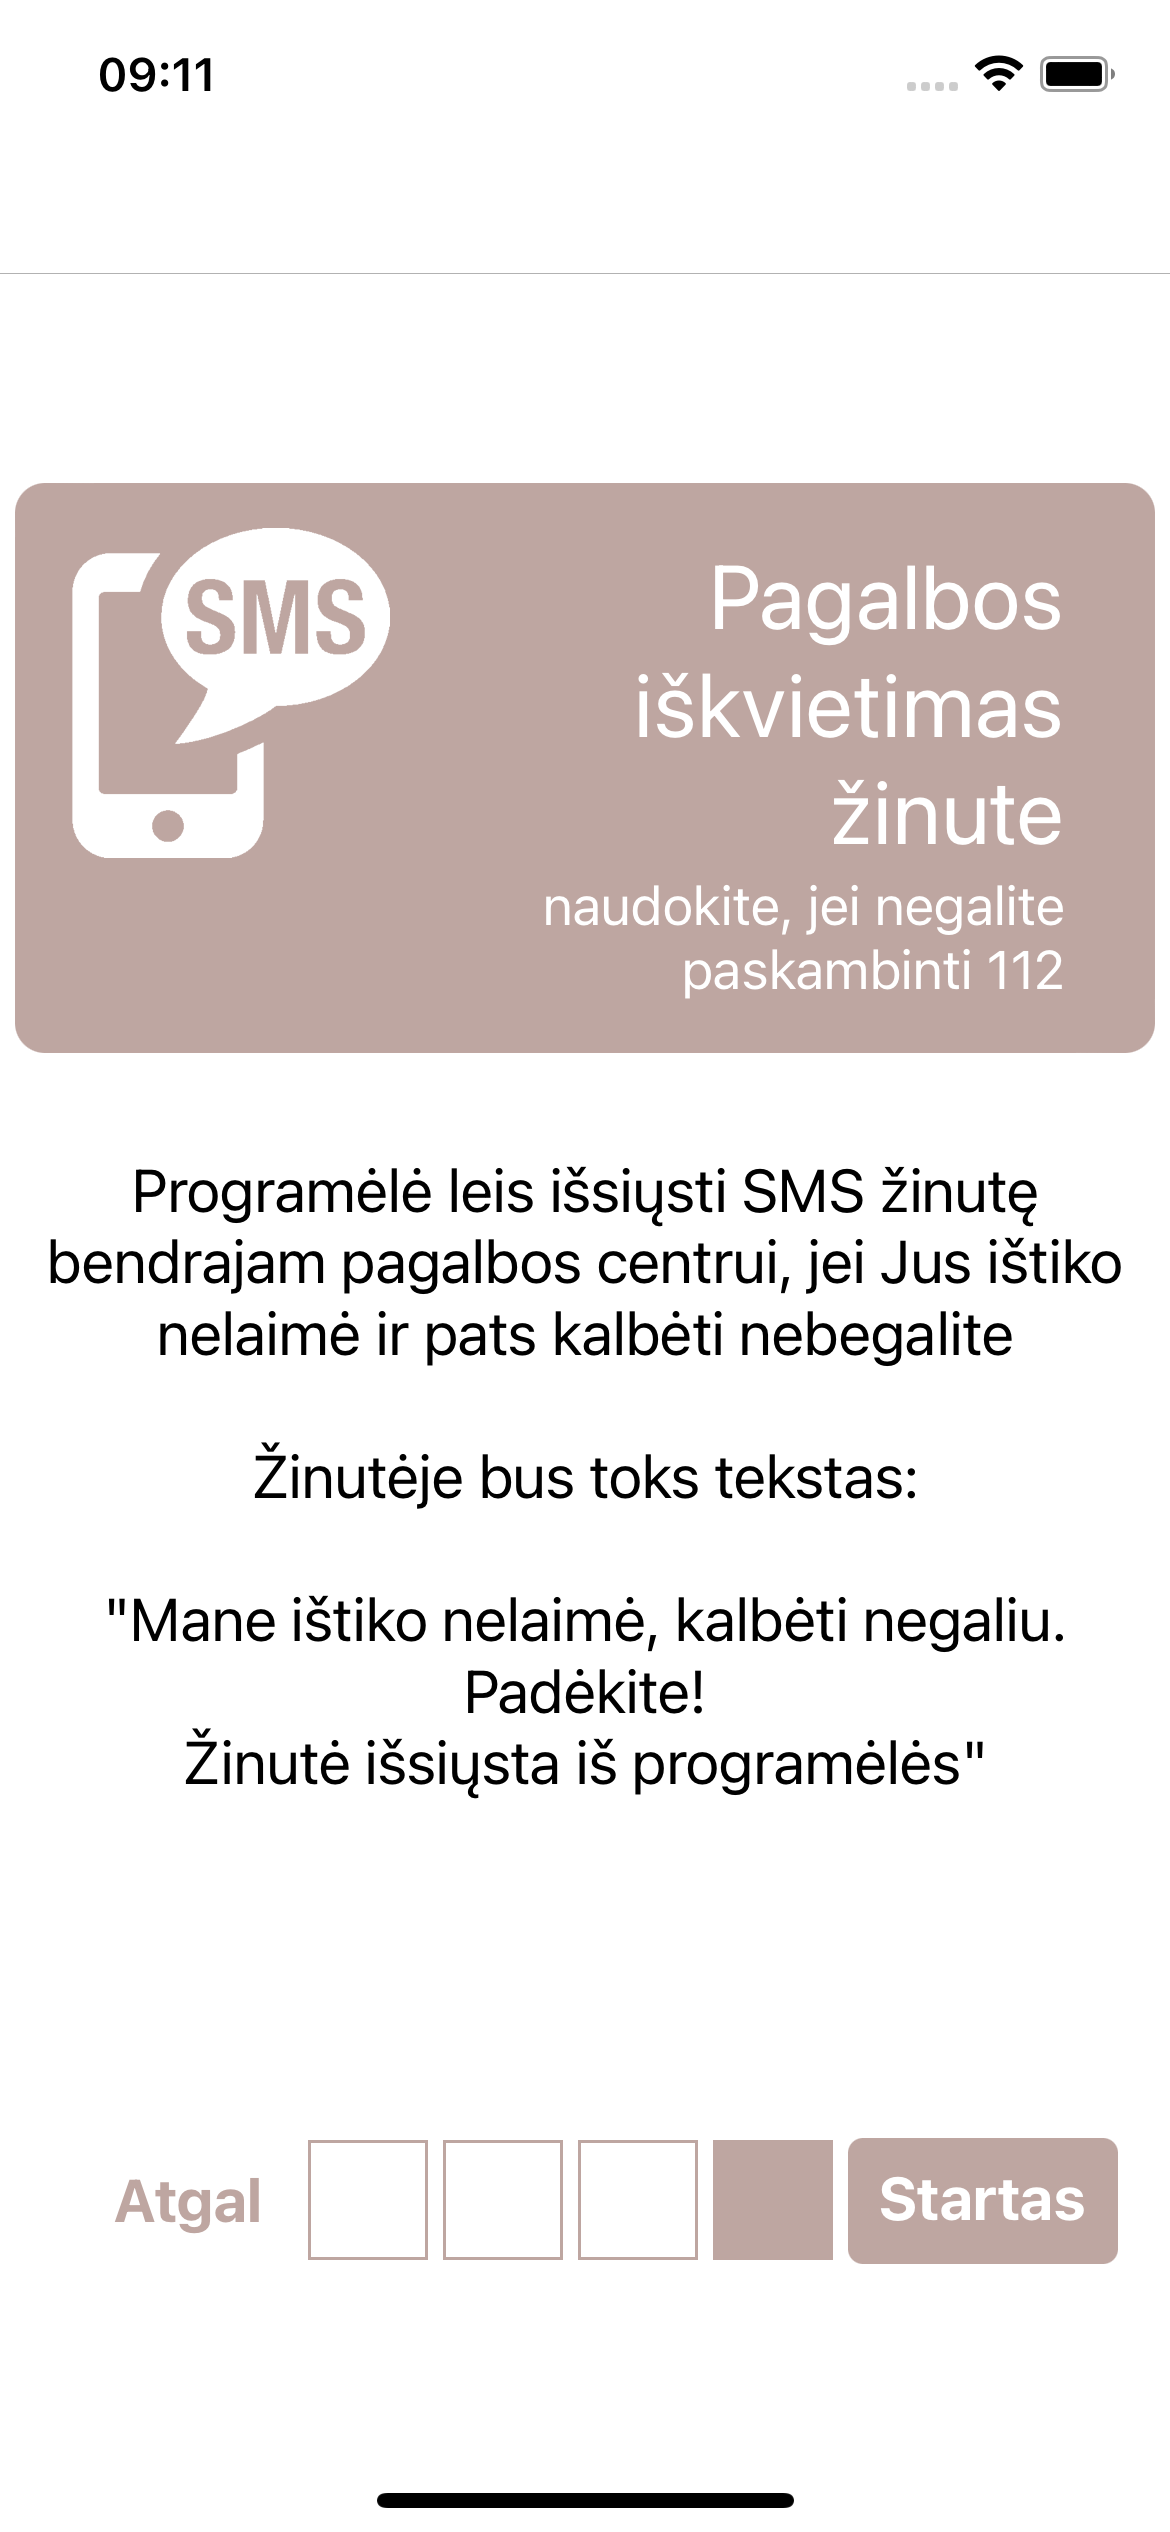 09:11
SMS
Pagalbos
iškvietimas
žinute
naudokite, jei negalite
paskambinti 112
Programėlė leis išsiųsti SMS žinutę
bendrajam pagalbos centrui, jei Jus ištiko
nelaimė ir pats kalbėti nebegalite
Žinutėje bus toks tekstas:
"Mane ištiko nelaimė, kalbėti negaliu.
Padėkite!
Žinutė išsiųsta iš programėlės"
Atgal
Startas